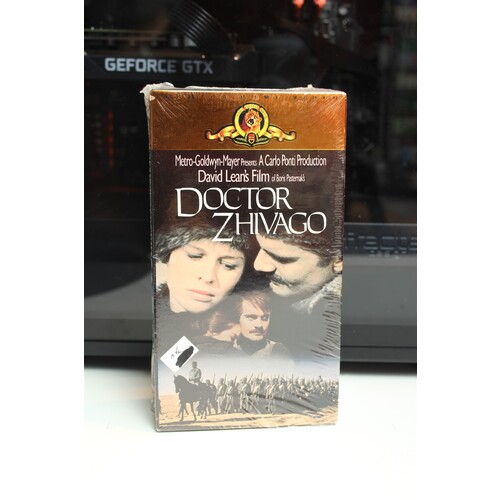 GEFORCE GTX
Metro-Goldwyn-Mayer Presents A Carlo Ponti Production
David Lean's Film of Boris Pasternak's
DOCTOR
ZHIVAGO